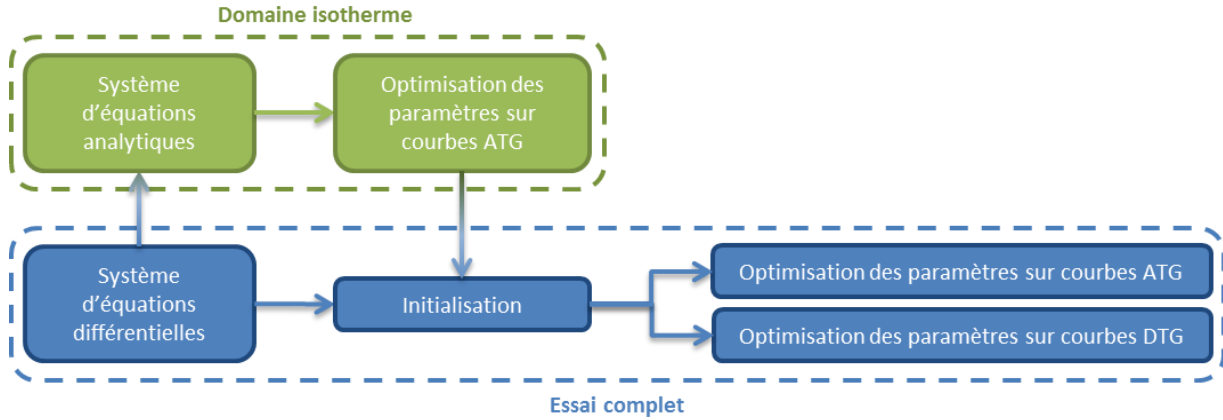 Domaine isotherme
Système
d'équations
analytiques
Optimisation des
paramètres sur
courbes ATG
Système
d'équations
différentielles
Initialisation
Optimisation des paramètres sur courbes ATG
Optimisation des paramètres sur courbes DTG
Essai complet